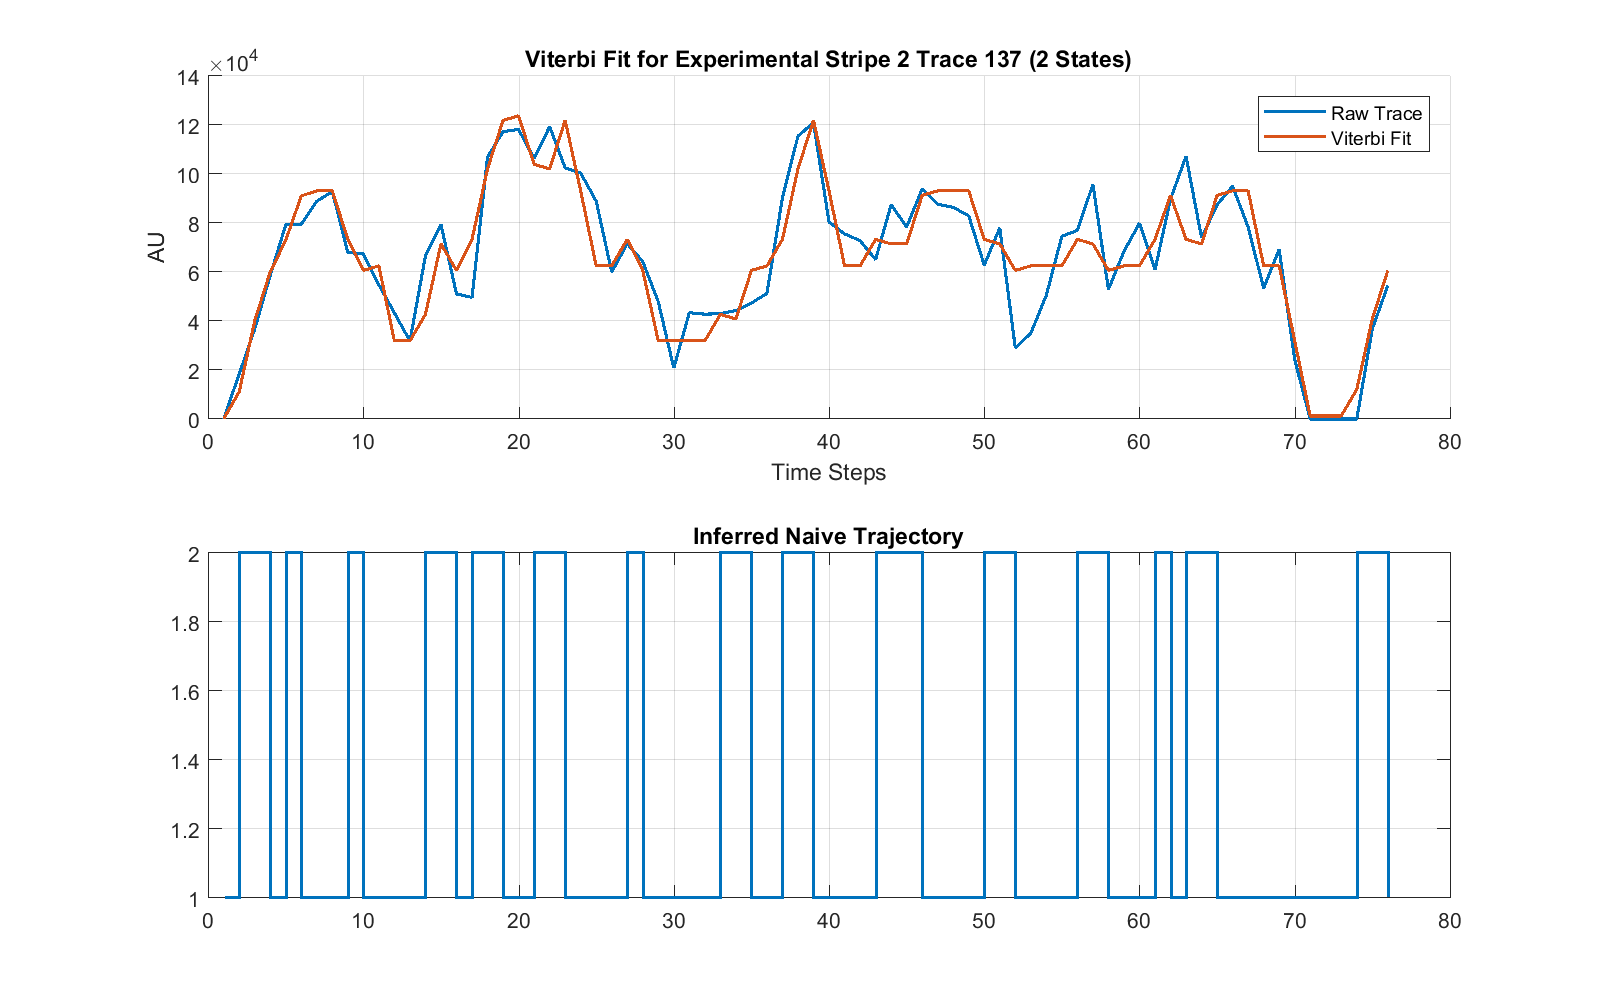 Viterbi Fit for Experimental Stripe 2 Trace 137 (2 States)
×10⁴
14
12
10
8
6
4
2
0
AU
Raw Trace
Viterbi Fit
0 10 20 30 40 50 60 70 80
Time Steps
Inferred Naive Trajectory
2
1.8
1.6
1.4
1.2
1
0 10 20 30 40 50 60 70 80